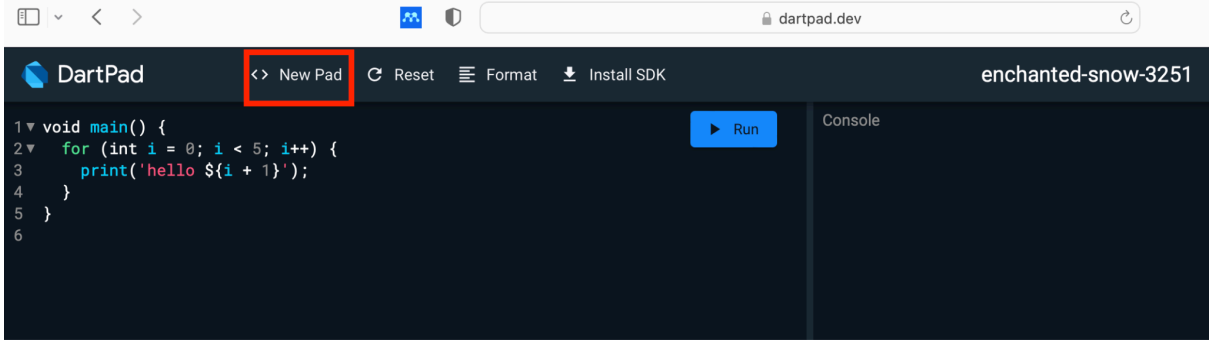 dartpad.dev
DartPad <> New Pad Reset Format Install SDK enchanted-snow-3251
1 void main() {
2 for (int i = 0; i < 5; i++) {
3 print('hello ${i + 1}');
4 }
5 }
6
Run
Console